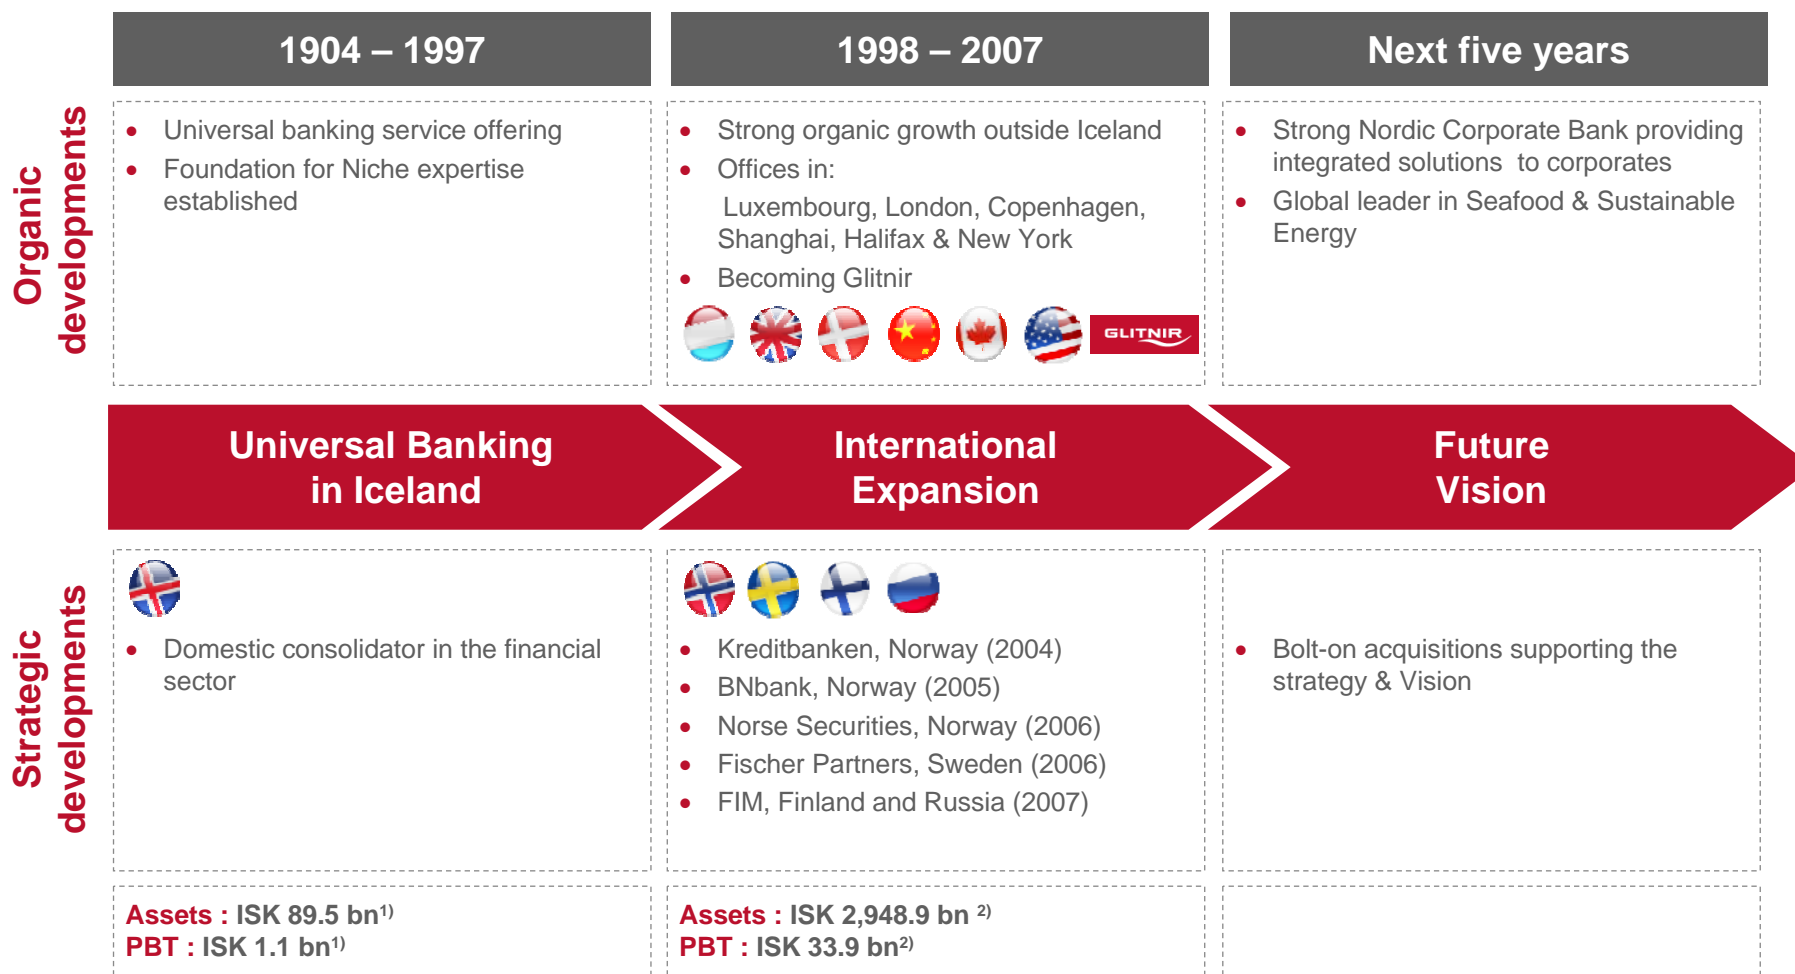 1904 – 1997
1998 – 2007
Next five years
Organic
developments
• Universal banking service offering
• Foundation for Niche expertise
established
• Strong organic growth outside Iceland
• Offices in:
Luxembourg, London, Copenhagen,
Shanghai, Halifax & New York
• Becoming Glitnir
GLITNIR
• Strong Nordic Corporate Bank providing
integrated solutions to corporates
• Global leader in Seafood & Sustainable
Energy
Universal Banking
in Iceland
International
Expansion
Future
Vision
Strategic
developments
• Domestic consolidator in the financial
sector
• Kreditbanken, Norway (2004)
• BNbank, Norway (2005)
• Norse Securities, Norway (2006)
• Fischer Partners, Sweden (2006)
• FIM, Finland and Russia (2007)
• Bolt-on acquisitions supporting the
strategy & Vision
Assets : ISK 89.5 bn1)
PBT : ISK 1.1 bn1)
Assets : ISK 2,948.9 bn 2)
PBT : ISK 33.9 bn2)